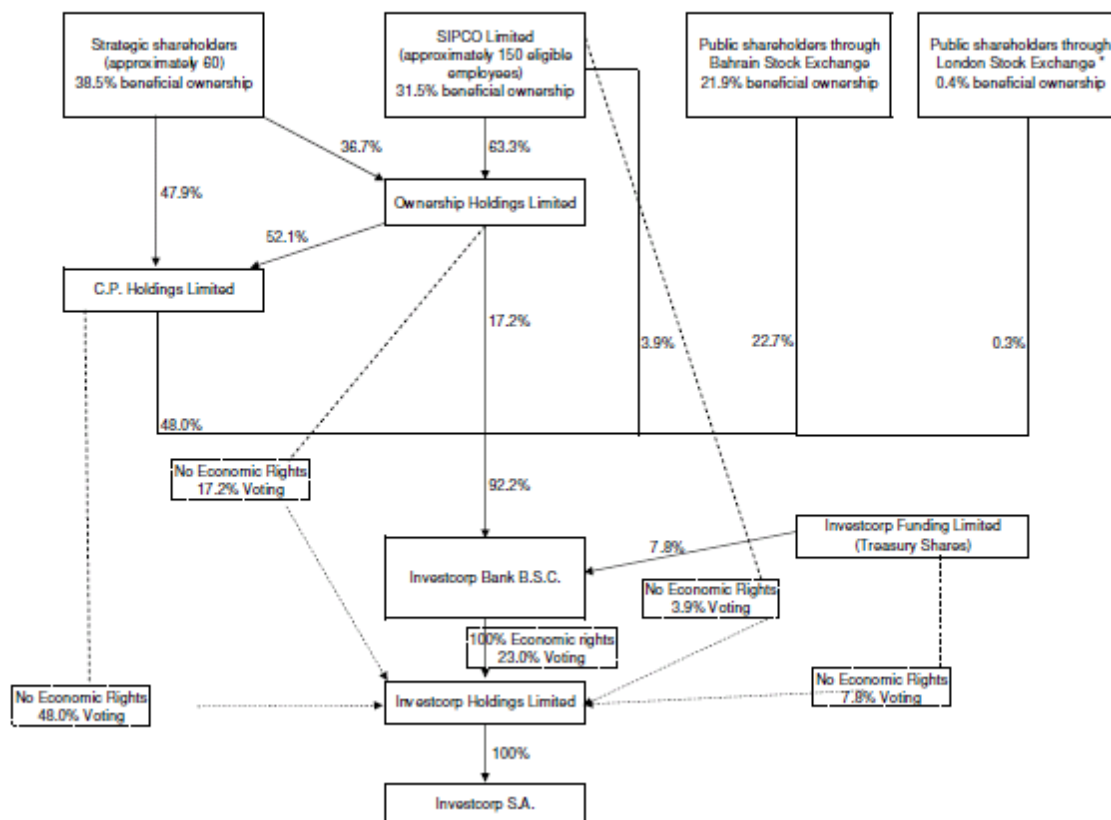 Strategic shareholders
(approximately 60)
38.5% beneficial ownership
SIPCO Limited
(approximately 150 eligible
employees)
31.5% beneficial ownership
Public shareholders through
Bahrain Stock Exchange
21.9% beneficial ownership
Public shareholders through
London Stock Exchange *
0.4% beneficial ownership
36.7%
63.3%
47.9%
Ownership Holdings Limited
52.1%
C.P. Holdings Limited
17.2%
3.9%
22.7%
0.3%
48.0%
No Economic Rights
17.2% Voting
92.2%
Investcorp Funding Limited
(Treasury Shares)
7.8%
Investcorp Bank B.S.C.
No Economic Rights
3.9% Voting
100% Economic rights
23.0% Voting
No Economic Rights
48.0% Voting
Investcorp Holdings Limited
No Economic Rights
7.8% Voting
100%
Investcorp S.A.